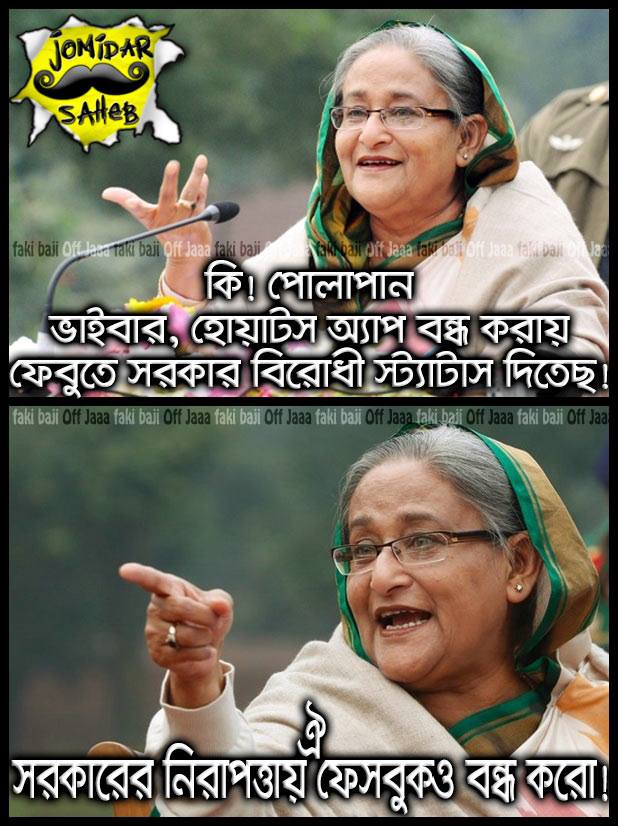 JOMIDAR
SAHEB
faki baji Off Jaaa faki baji Off Jaaa faki baji Off Jaaa faki baji Off Jaaa faki baji Off Jaaa faki baji Off Jaaa
কি! পোলাপান
ভাইবার, হোয়াটস অ্যাপ বন্ধ করায়
ফেবুতে সরকার বিরোধী স্ট্যাটাস দিতেছ!
faki baji Off Jaaa faki baji Off Jaaa faki baji Off Jaaa faki baji Off Jaaa faki baji Off Jaaa faki baji Off Jaaa
ঐ
সরকারের নিরাপত্তায় ফেসবুকও বন্ধ করো!